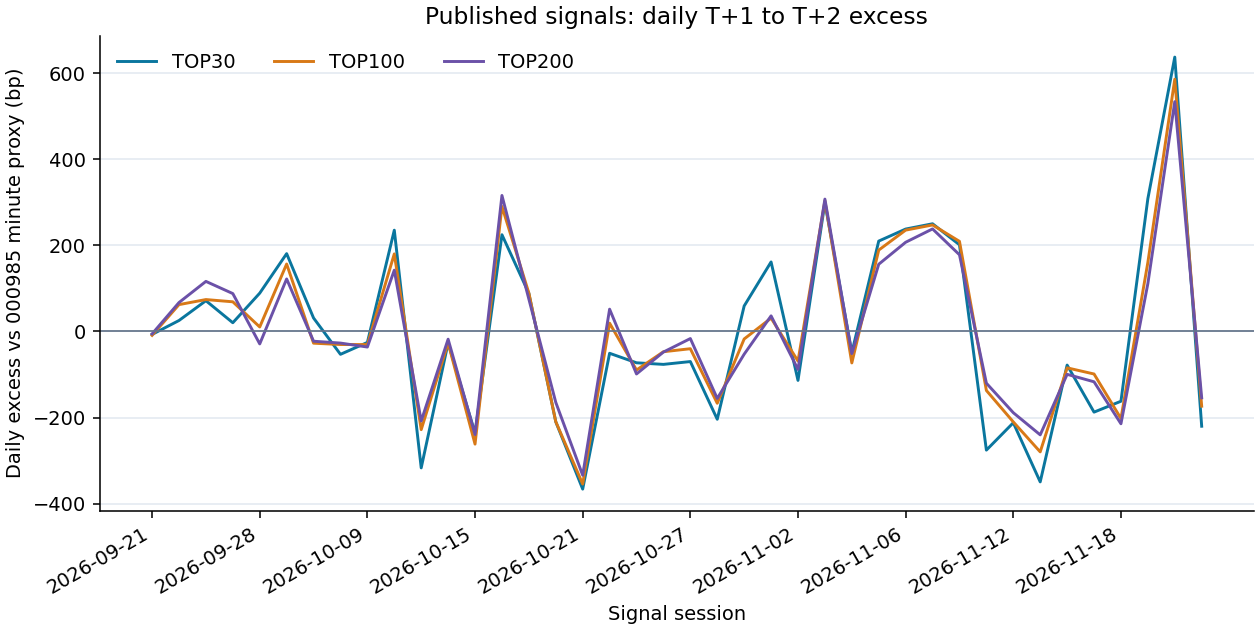 Published signals: daily T+1 to T+2 excess
TOP30
TOP100
TOP200
Daily excess vs 000985 minute proxy (bp)
600
400
200
0
−200
−400
2026-09-21
2026-09-28
2026-10-09
2026-10-15
2026-10-21
2026-10-27
2026-11-02
2026-11-06
2026-11-12
2026-11-18
Signal session